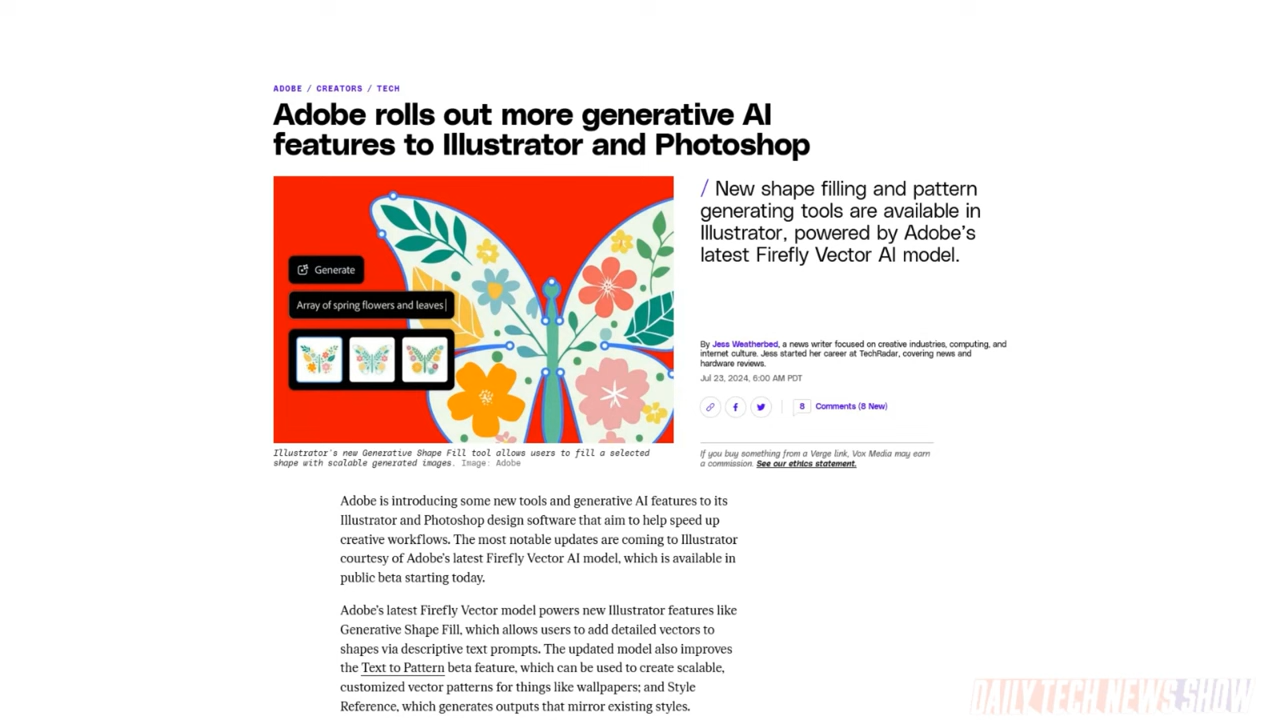 ADOBE / CREATORS / TECH
Adobe rolls out more generative AI
features to Illustrator and Photoshop
Generate
Array of spring flowers and leaves
Illustrator's new Generative Shape Fill tool allows users to fill a selected
shape with scalable generated images. Image: Adobe
/ New shape filling and pattern
generating tools are available in
Illustrator, powered by Adobe's
latest Firefly Vector AI model.
By Jess Weatherbed, a news writer focused on creative industries, computing, and
internet culture. Jess started her career at TechRadar, covering news and
hardware reviews.
Jul 23, 2024, 6:00 AM PDT
8 Comments (8 New)
If you buy something from a Verge link, Vox Media may earn
a commission. See our ethics statement.
Adobe is introducing some new tools and generative AI features to its
Illustrator and Photoshop design software that aim to help speed up
creative workflows. The most notable updates are coming to Illustrator
courtesy of Adobe's latest Firefly Vector AI model, which is available in
public beta starting today.
Adobe's latest Firefly Vector model powers new Illustrator features like
Generative Shape Fill, which allows users to add detailed vectors to
shapes via descriptive text prompts. The updated model also improves
the Text to Pattern beta feature, which can be used to create scalable,
customized vector patterns for things like wallpapers; and Style
Reference, which generates outputs that mirror existing styles.
DAILY TECH NEWS SHOW